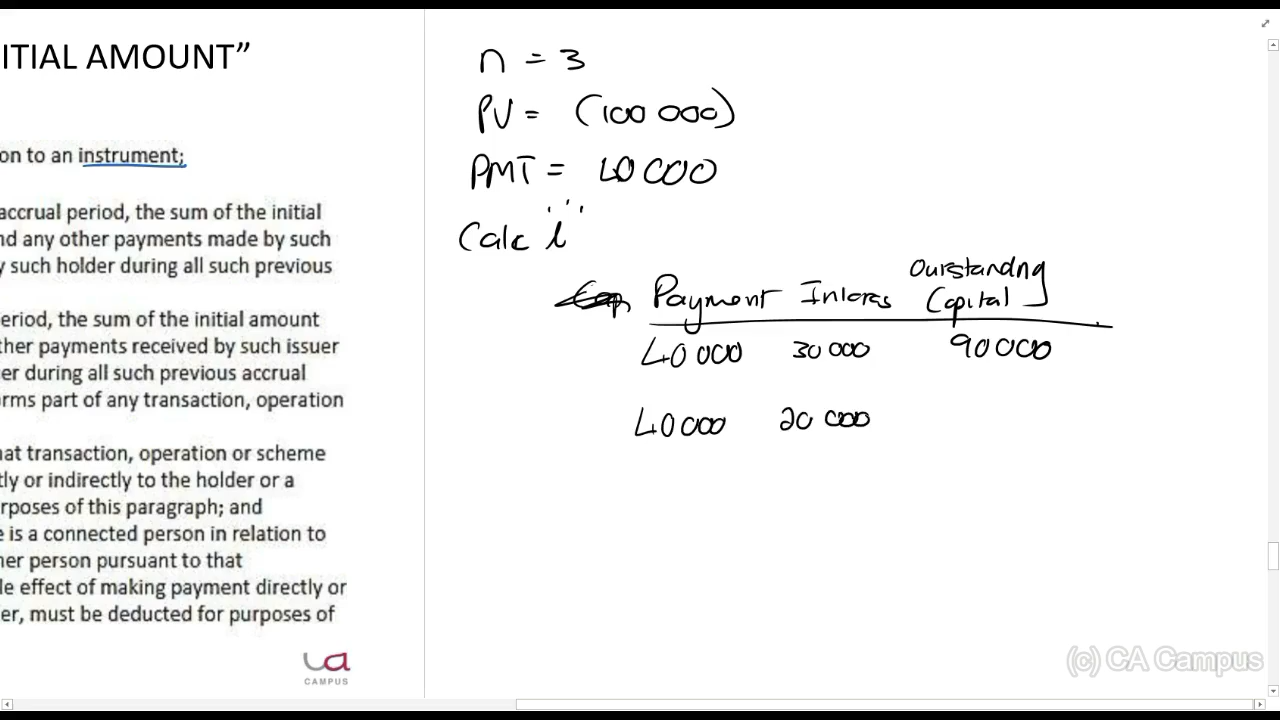 ITIAL AMOUNT”
on to an instrument;
accrual period, the sum of the initial
nd any other payments made by such
y such holder during all such previous
eriod, the sum of the initial amount
ther payments received by such issuer
er during all such previous accrual
rms part of any transaction, operation
hat transaction, operation or scheme
tly or indirectly to the holder or a
rposes of this paragraph; and
e is a connected person in relation to
her person pursuant to that
le effect of making payment directly or
er, must be deducted for purposes of
ua
CAMPUS
n = 3
PV = (100 000)
PMT = 40 000
Calc i
Payment Interes Ourstandng
Capital
40 000 30 000 90 000
40 000 20 000
(c) CA Campus